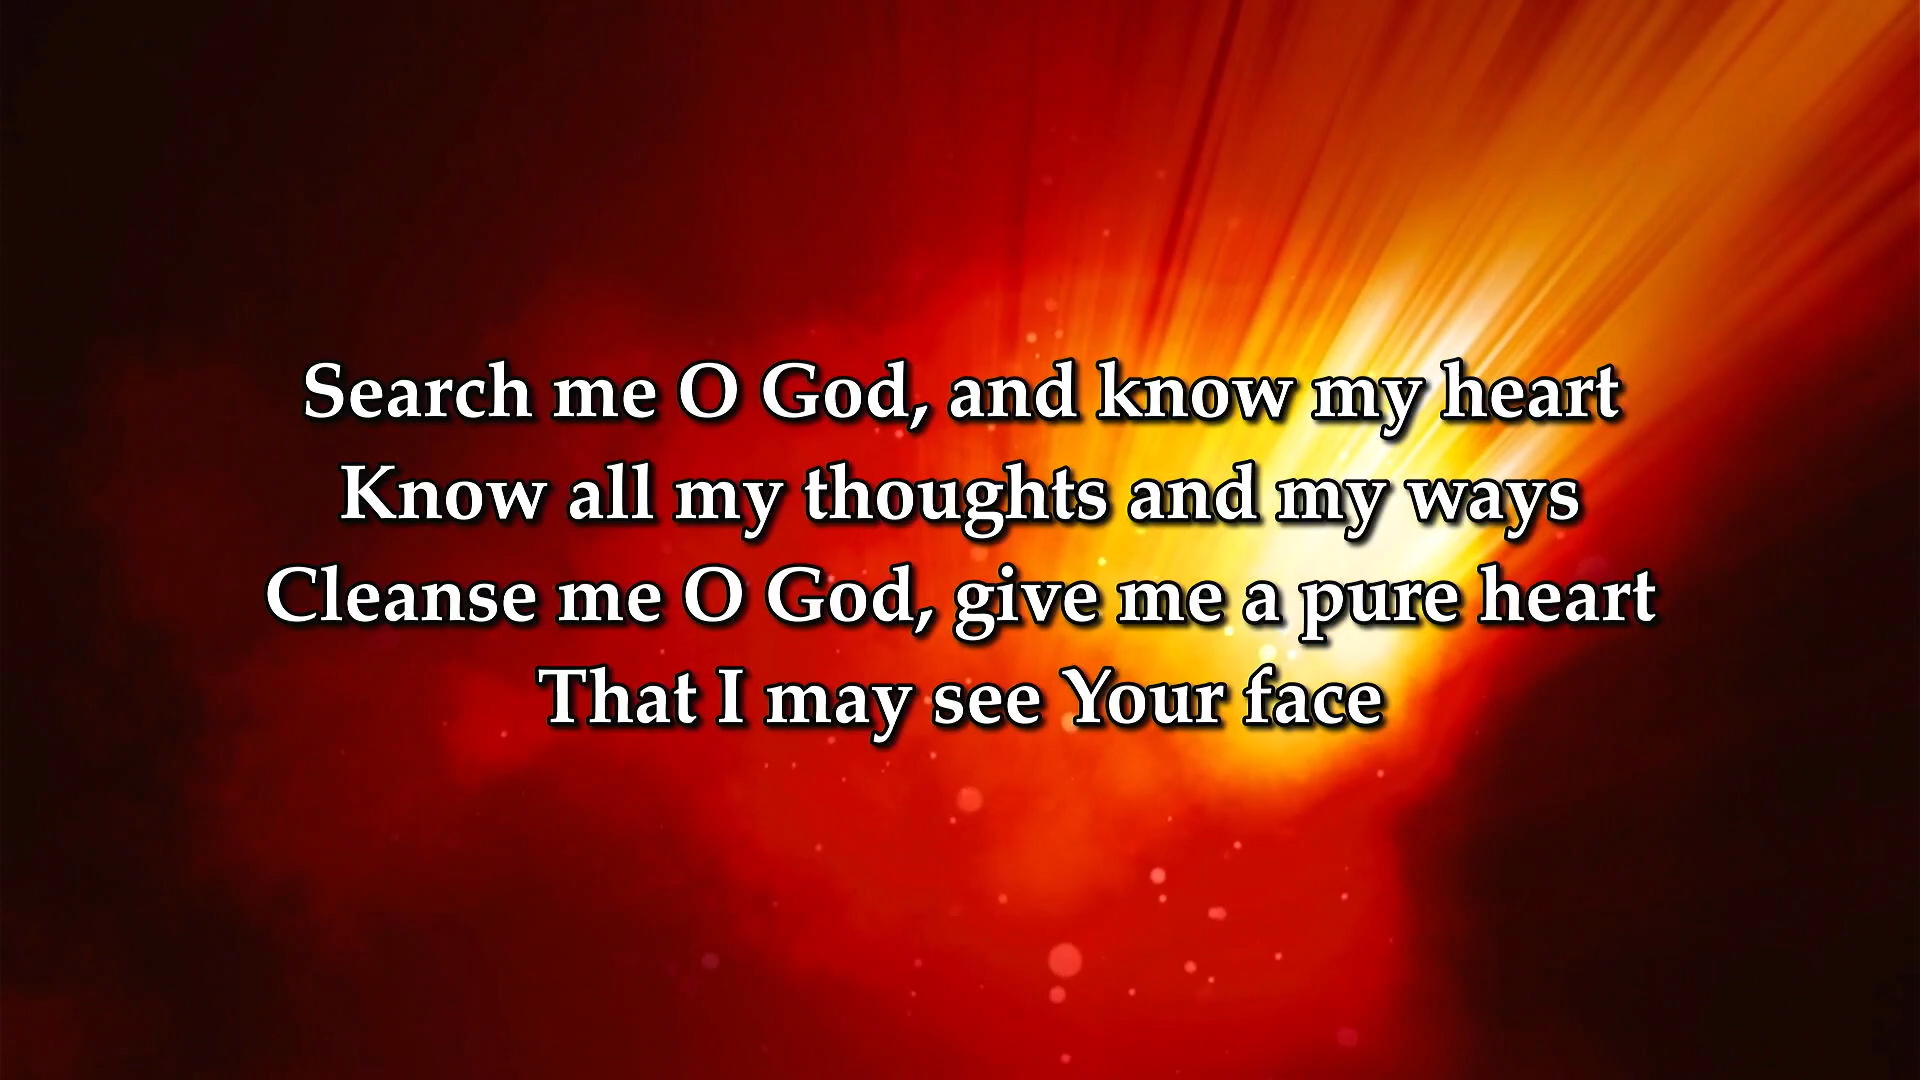 Search me O God, and know my heart
Know all my thoughts and my ways
Cleanse me O God, give me a pure heart
That I may see Your face